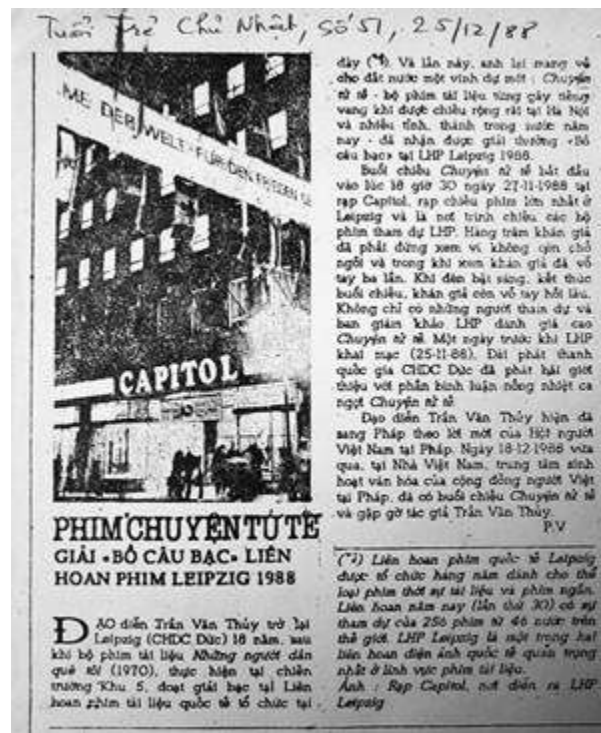 Tuổi Trẻ Chủ Nhật, số 51, 25/12/88
ME DER WELT - FÜR DEN FRIEDEN DE
CAPITOL
PHIM CHUYỆN TỬ TẾ
GIẢI «BỒ CÂU BẠC» LIÊN
HOAN PHIM LEIPZIG 1988
ĐẠO diễn Trần Văn Thủy trở lại
Leipzig (CHDC Đức) 18 năm, sau
khi bộ phim tài liệu Những người dân
quê tôi (1970), thực hiện tại chiến
trường Khu 5, đoạt giải bạc tại Liên
hoan phim tài liệu quốc tế tổ chức tại
đây (*). Và lần này, anh lại mang về
cho đất nước một vinh dự mới : Chuyện
tử tế - bộ phim tài liệu từng gây tiếng
vang khi được chiếu rộng rãi tại Hà Nội
và nhiều tỉnh, thành trong nước năm
nay - đã nhận được giải thưởng «Bồ
câu bạc» tại LHP Leipzig 1988.
Buổi chiếu Chuyện tử tế bắt đầu
vào lúc 18 giờ 30 ngày 27-11-1988 tại
rạp Capitol, rạp chiếu phim lớn nhất ở
Leipzig và là nơi trình chiếu các bộ
phim tham dự LHP. Hàng trăm khán giả
đã phải đứng xem vì không còn chỗ
ngồi và trong khi xem khán giả đã vỗ
tay ba lần. Khi đèn bật sáng, kết thúc
buổi chiếu, khán giả còn vỗ tay hồi lâu.
Không chỉ có những người tham dự và
ban giám khảo LHP đánh giá cao
Chuyện tử tế. Một ngày trước khi LHP
khai mạc (25-11-88), Đài phát thanh
quốc gia CHDC Đức đã phát bài giới
thiệu với phần bình luận nồng nhiệt ca
ngợi Chuyện tử tế.
Đạo diễn Trần Văn Thủy hiện đã
sang Pháp theo lời mời của Hội người
Việt Nam tại Pháp. Ngày 18-12-1988 vừa
qua, tại Nhà Việt Nam, trung tâm sinh
hoạt văn hóa của cộng đồng người Việt
tại Pháp, đã có buổi chiếu Chuyện tử tế
và gặp gỡ tác giả Trần Văn Thủy.
P.V
(*) Liên hoan phim quốc tế Leipzig
được tổ chức hàng năm dành cho thể
loại phim thời sự tài liệu và phim ngắn.
Liên hoan năm nay (lần thứ 30) có sự
tham dự của 256 phim từ 46 nước trên
thế giới. LHP Leipzig là một trong hai
liên hoan điện ảnh quốc tế quan trọng
nhất ở lĩnh vực phim tài liệu.
Ảnh : Rạp Capitol, nơi diễn ra LHP
Leipzig